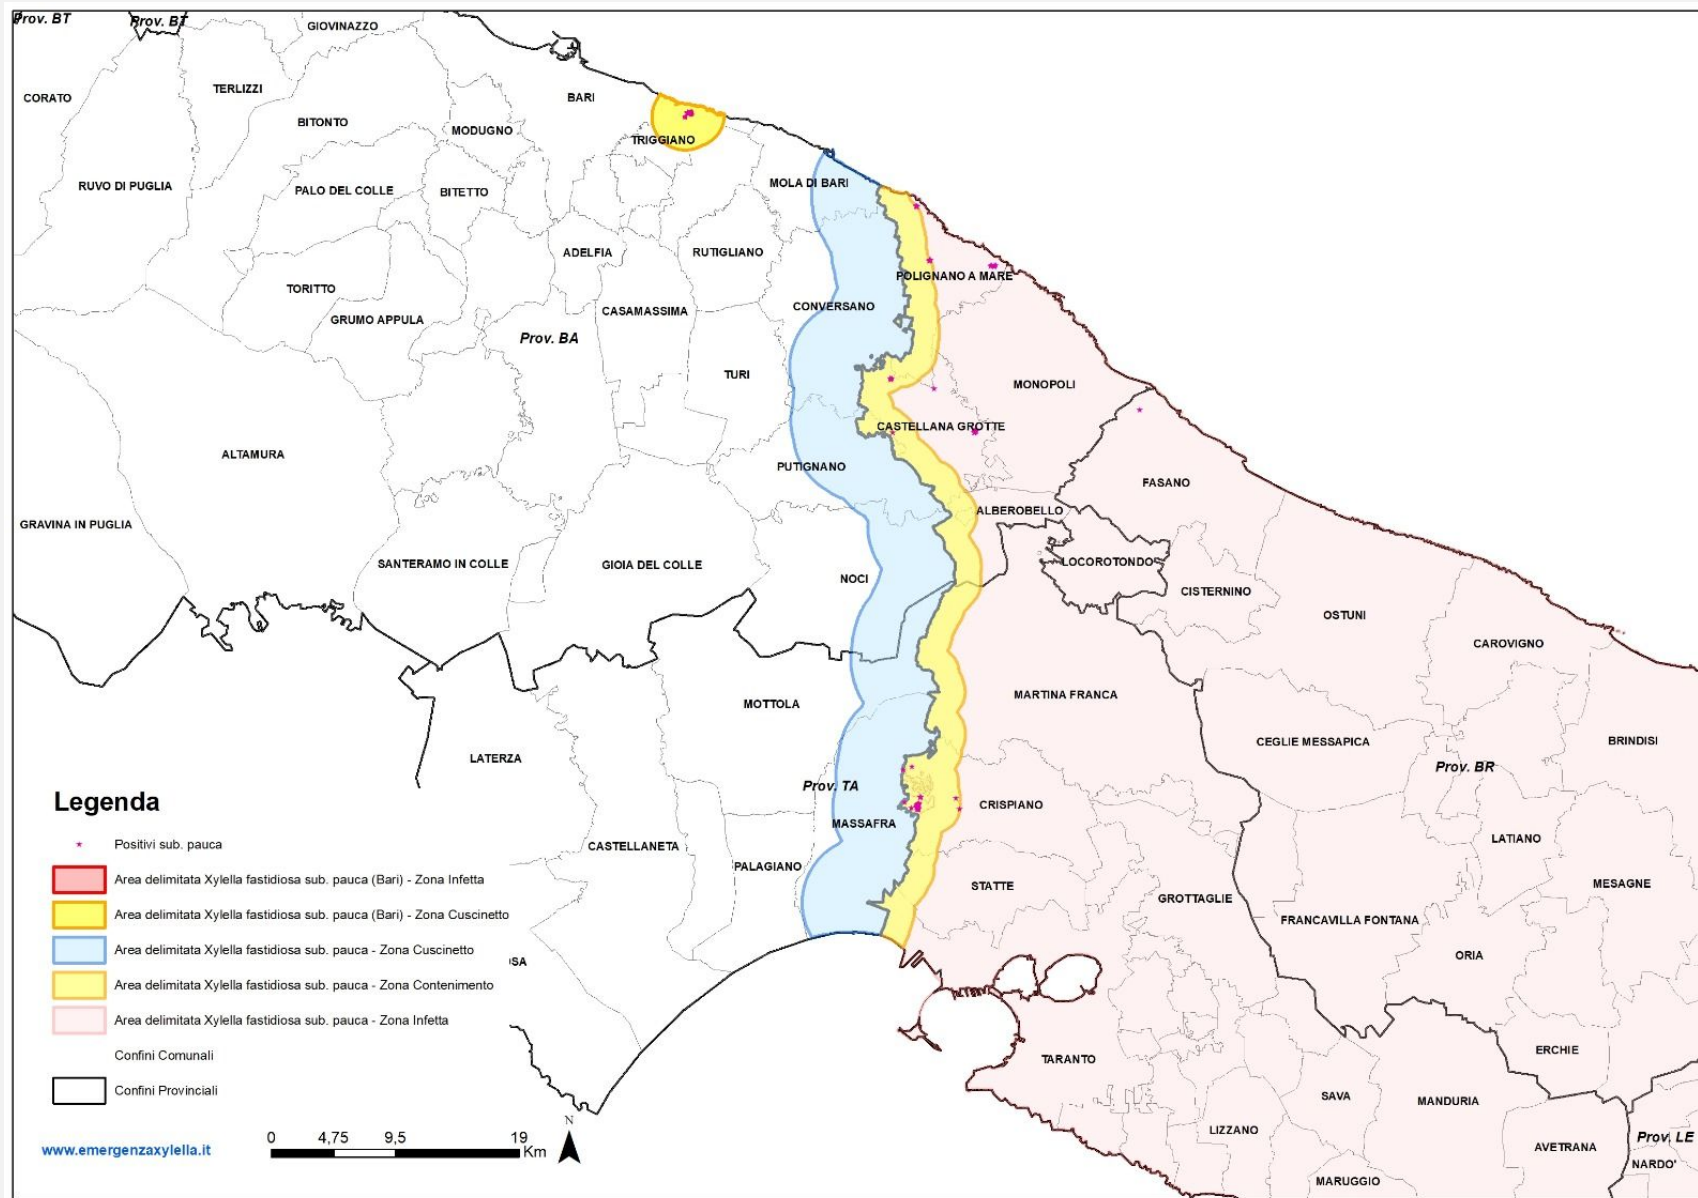 Prov. BT
Prov. BT
GIOVINAZZO
CORATO
TERLIZZI
BARI
BITONTO
MODUGNO
TRIGGIANO
RUVO DI PUGLIA
PALO DEL COLLE
BITETTO
MOLA DI BARI
ADELFIA
RUTIGLIANO
POLIGNANO A MARE
TORITTO
GRUMO APPULA
CASAMASSIMA
CONVERSANO
Prov. BA
TURI
MONOPOLI
CASTELLANA GROTTE
ALTAMURA
PUTIGNANO
FASANO
GRAVINA IN PUGLIA
ALBEROBELLO
SANTERAMO IN COLLE
GIOIA DEL COLLE
NOCI
LOCOROTONDO
CISTERNINO
OSTUNI
CAROVIGNO
MARTINA FRANCA
MOTTOLA
CEGLIE MESSAPICA
BRINDISI
LATERZA
Prov. TA
Prov. BR
CRISPIANO
MASSAFRA
LATIANO
CASTELLANETA
PALAGIANO
STATTE
MESAGNE
GROTTAGLIE
FRANCAVILLA FONTANA
ORIA
TARANTO
ERCHIE
SAVA
MANDURIA
LIZZANO
AVETRANA
Prov. LE
NARDO'
MARUGGIO
Legenda
Positivi sub. pauca
Area delimitata Xylella fastidiosa sub. pauca (Bari) - Zona Infetta
Area delimitata Xylella fastidiosa sub. pauca (Bari) - Zona Cuscinetto
Area delimitata Xylella fastidiosa sub. pauca - Zona Cuscinetto
OSA
Area delimitata Xylella fastidiosa sub. pauca - Zona Contenimento
Area delimitata Xylella fastidiosa sub. pauca - Zona Infetta
Confini Comunali
Confini Provinciali
www.emergenzaxylella.it
0 4,75 9,5 19
Km
N